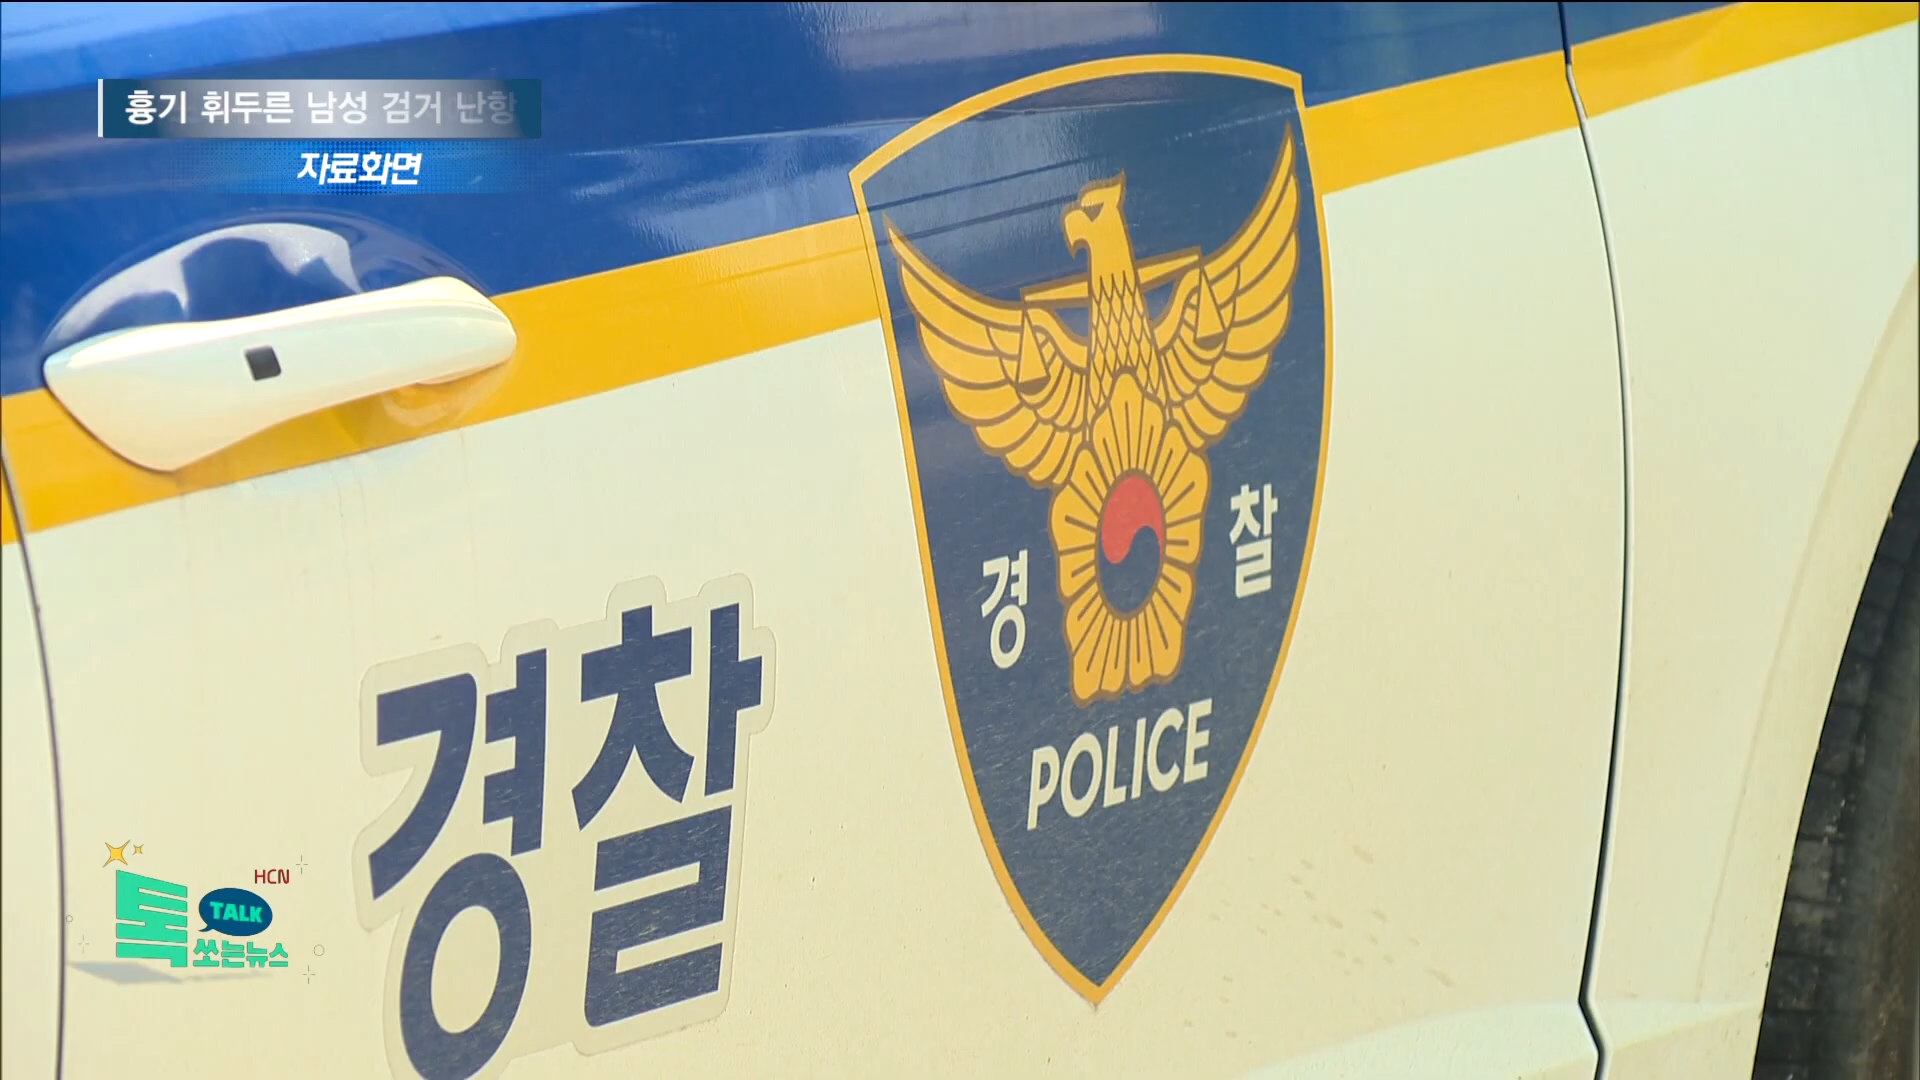 흉기 휘두른 남성 검거 난항
자료화면
경 찰
POLICE
경찰
HCN
톡 TALK
쏘는뉴스